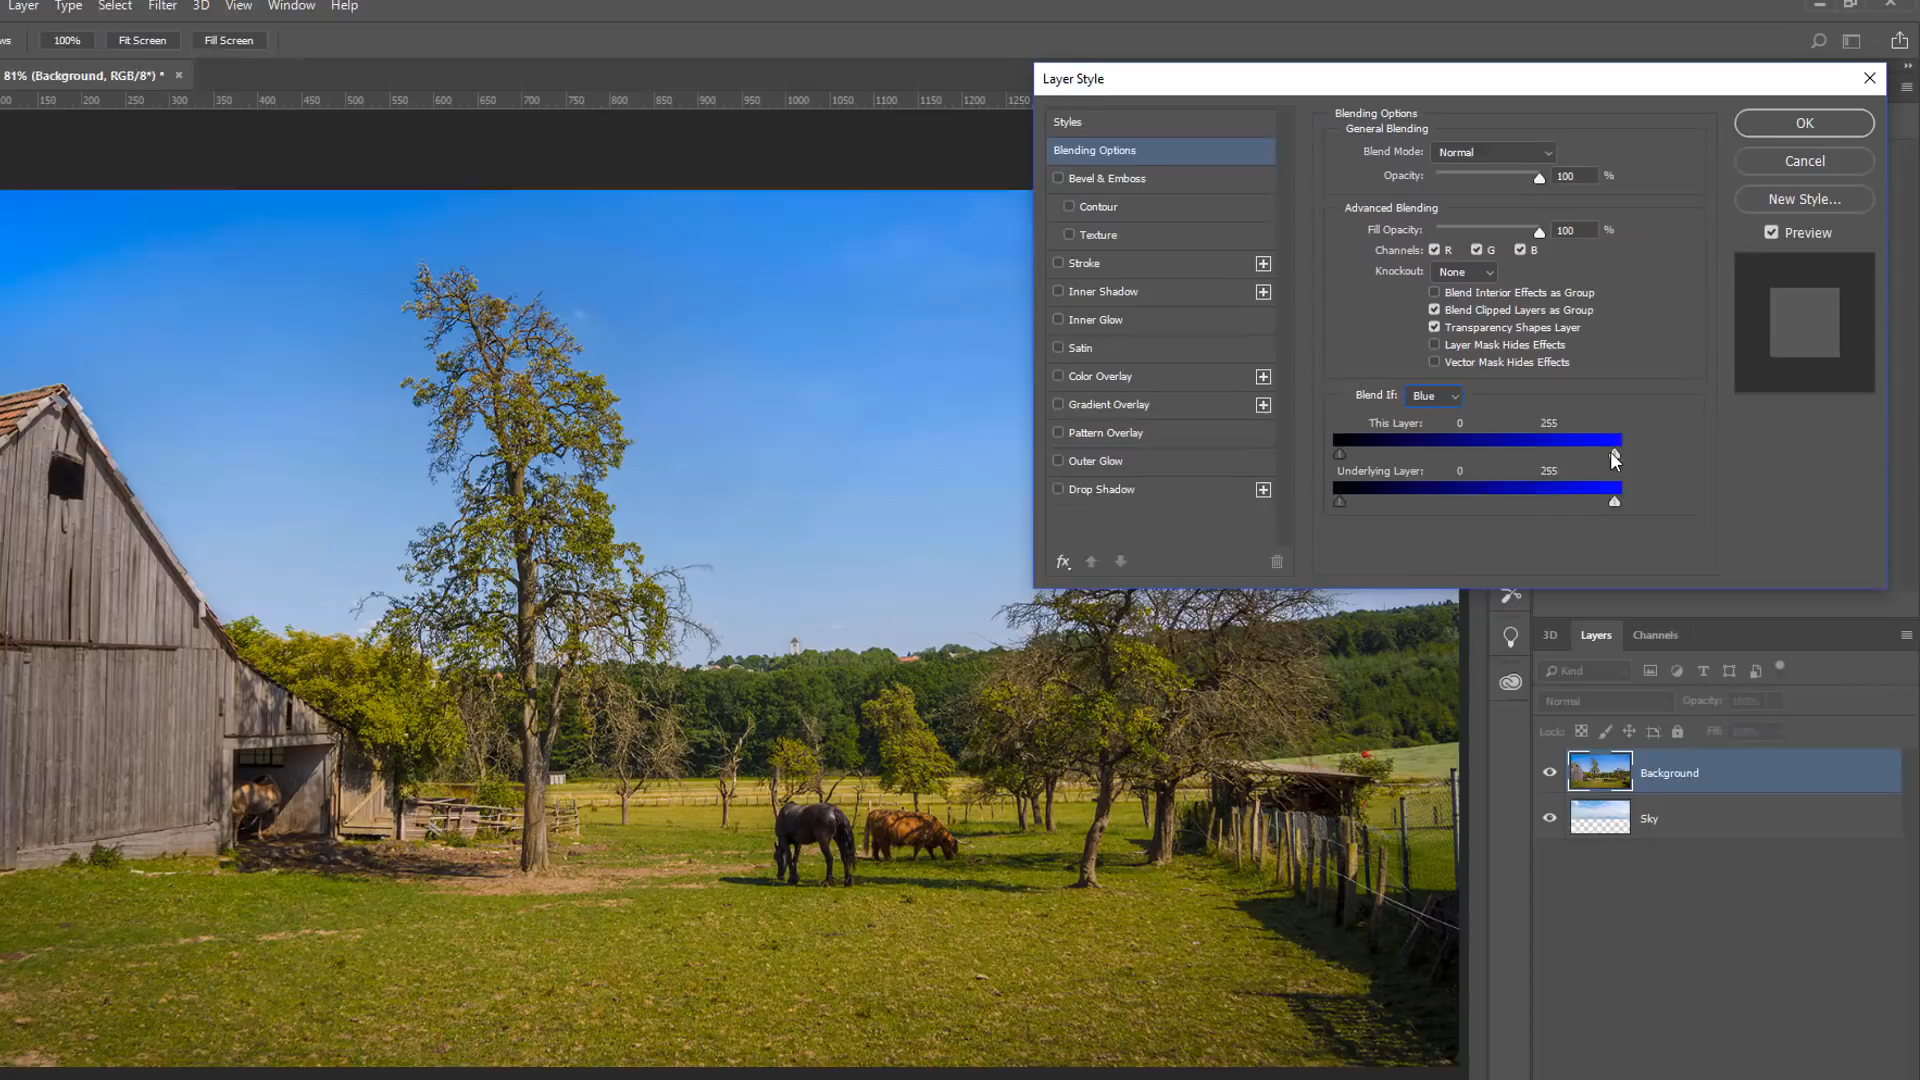 Layer Type Select Filter 3D View Window Help
ws 100% Fit Screen Fill Screen
81% (Background, RGB/8*) * ×
00 150 200 250 300 350 400 450 500 550 600 650 700 750 800 850 900 950 1000 1050 1100 1150 1200 1250
Layer Style
Styles
Blending Options
Bevel & Emboss
Contour
Texture
Stroke
Inner Shadow
Inner Glow
Satin
Color Overlay
Gradient Overlay
Pattern Overlay
Outer Glow
Drop Shadow
fx
Blending Options
General Blending
Blend Mode: Normal
Opacity: 100 %
Advanced Blending
Fill Opacity: 100 %
Channels: R G B
Knockout: None
Blend Interior Effects as Group
Blend Clipped Layers as Group
Transparency Shapes Layer
Layer Mask Hides Effects
Vector Mask Hides Effects
Blend If: Blue
This Layer: 0 255
Underlying Layer: 0 255
OK
Cancel
New Style...
Preview
3D Layers Channels
Kind
Normal Opacity: 100%
Lock: Fill:
Background
Sky